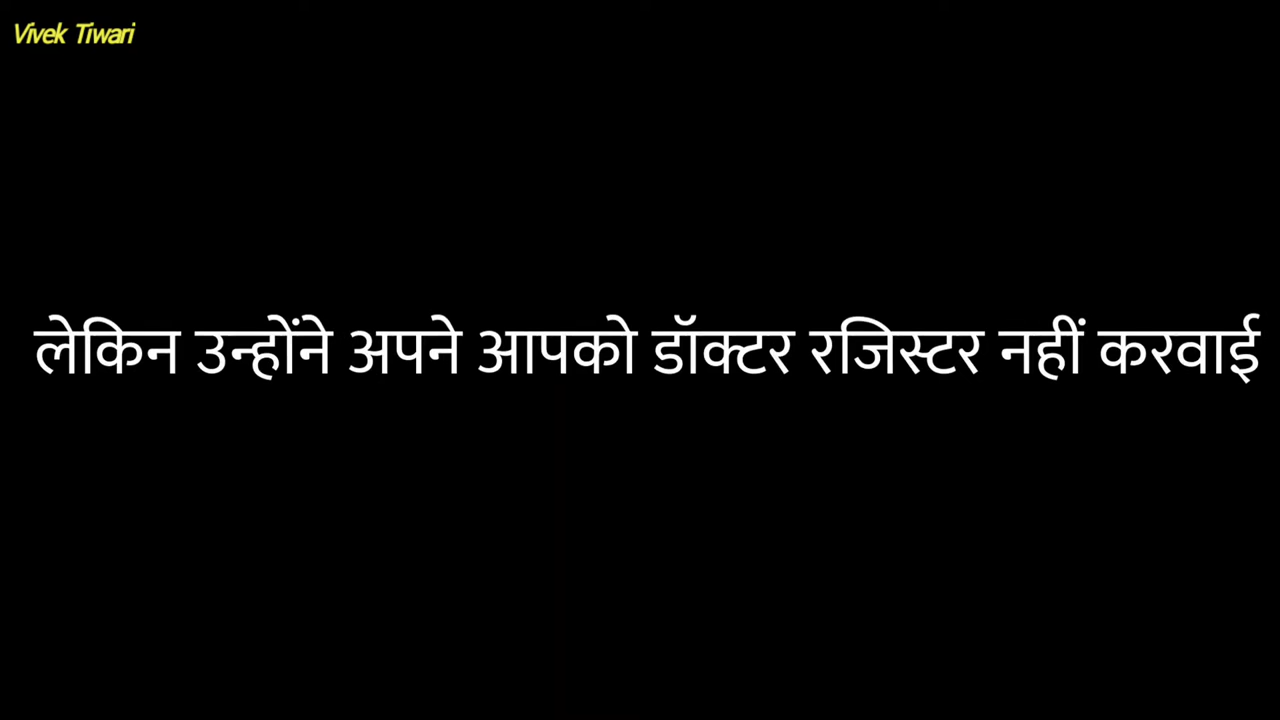 Vivek Tiwari
लेकिन उन्होंने अपने आपको डॉक्टर रजिस्टर नहीं करवाई